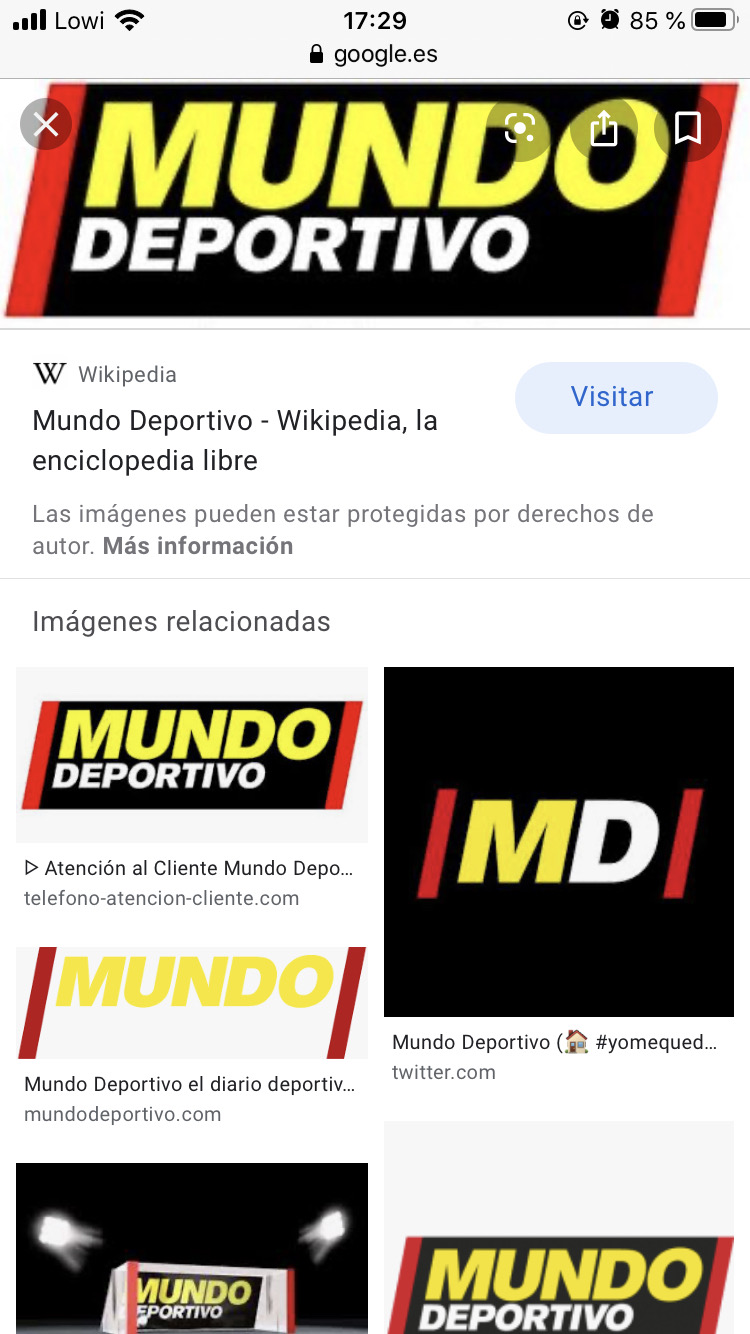 Lowi 17:29 85 %
google.es
MUNDO
DEPORTIVO
W Wikipedia
Visitar
Mundo Deportivo - Wikipedia, la
enciclopedia libre
Las imágenes pueden estar protegidas por derechos de
autor. Más información
Imágenes relacionadas
MUNDO
DEPORTIVO
▷ Atención al Cliente Mundo Depo...
telefono-atencion-cliente.com
MD
Mundo Deportivo (🏠 #yomequed...
twitter.com
MUNDO
Mundo Deportivo el diario deportiv...
mundodeportivo.com
MUNDO
DEPORTIVO
MUNDO
DEPORTIVO